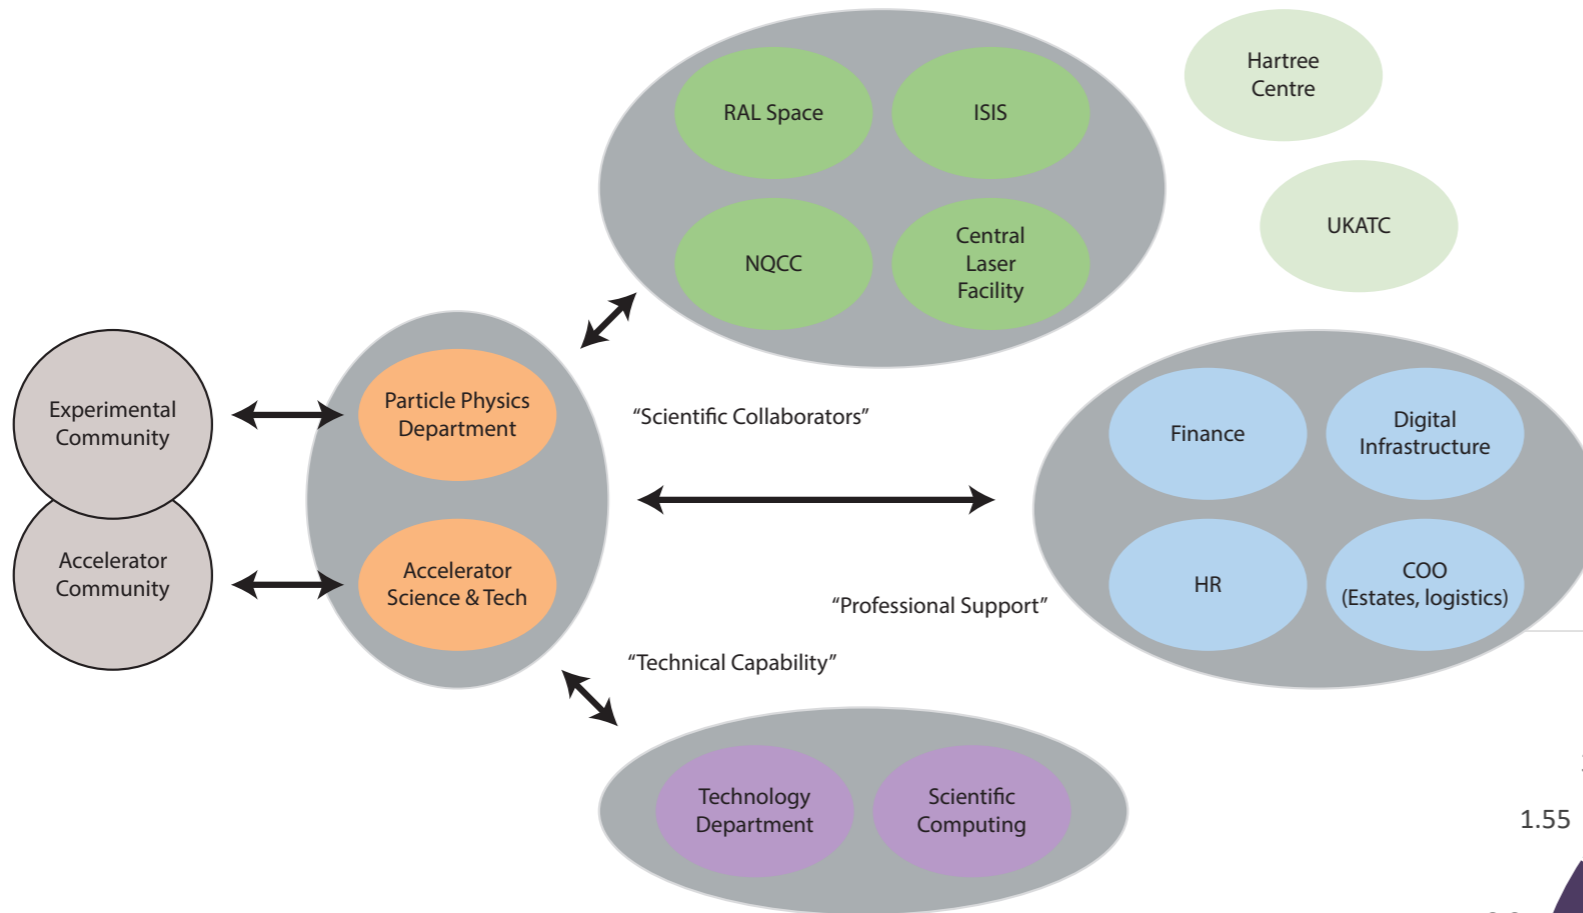 Hartree
Centre
RAL Space
ISIS
UKATC
NQCC
Central
Laser
Facility
Experimental
Community
Particle Physics
Department
“Scientific Collaborators”
Finance
Digital
Infrastructure
Accelerator
Community
Accelerator
Science & Tech
HR
COO
(Estates, logistics)
“Professional Support”
“Technical Capability”
Technology
Department
Scientific
Computing
1.55